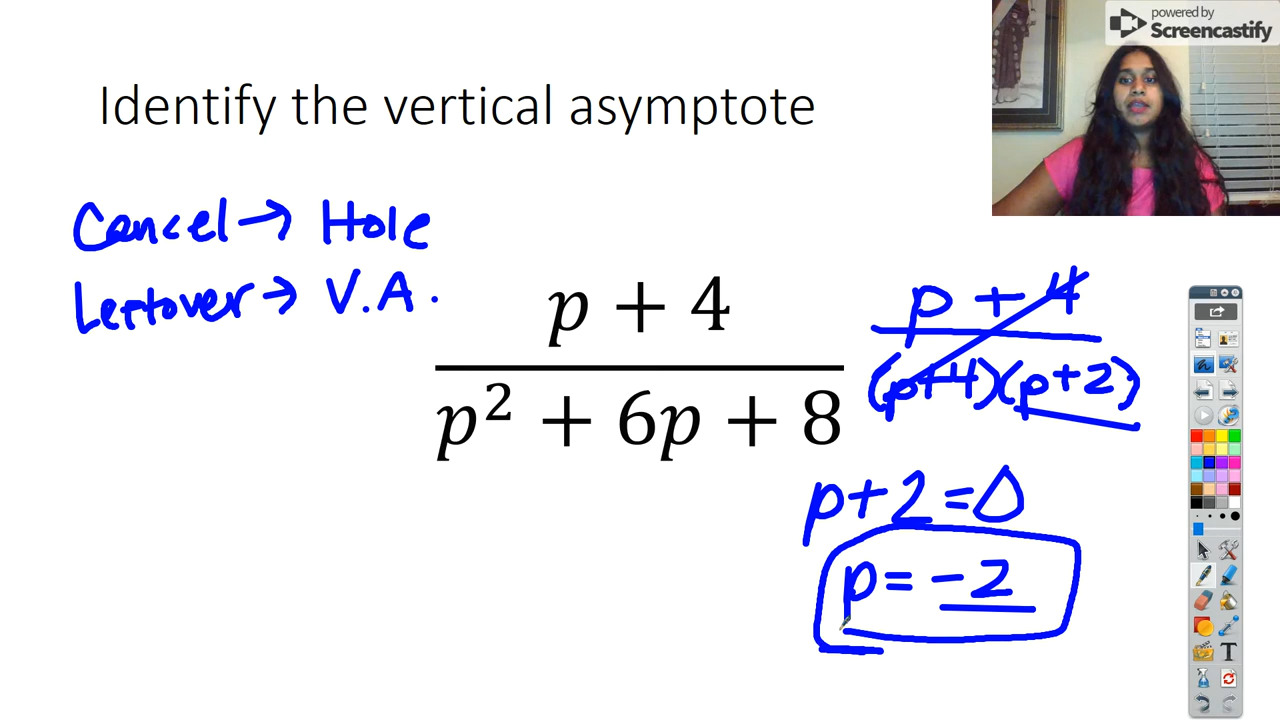 powered by
Screencastify
Identify the vertical asymptote
Cancel → Hole
Leftover → V.A.
p + 4
p² + 6p + 8
p + 4
(p+4)(p+2)
p+2=0
p = -2
T